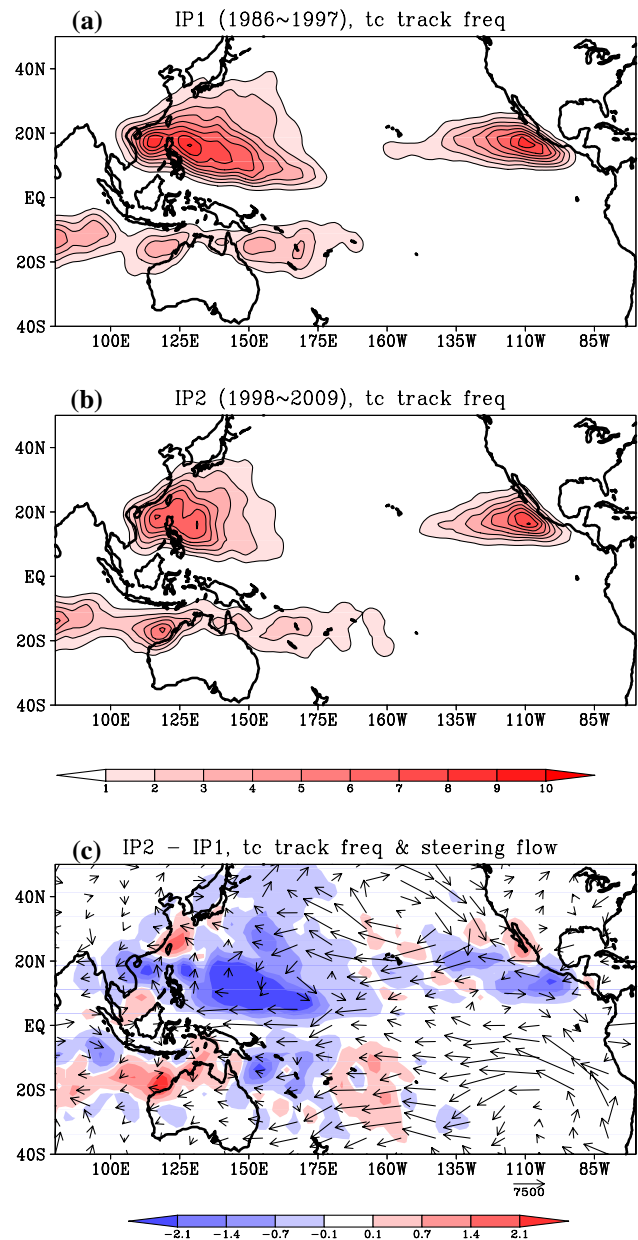 (a) IP1 (1986~1997), tc track freq
40N
20N
EQ
20S
40S
100E 125E 150E 175E 160W 135W 110W 85W
(b) IP2 (1998~2009), tc track freq
40N
20N
EQ
20S
40S
100E 125E 150E 175E 160W 135W 110W 85W
1 2 3 4 5 6 7 8 9 10
(c) IP2 − IP1, tc track freq & steering flow
40N
20N
EQ
20S
40S
100E 125E 150E 175E 160W 135W 110W 85W
7500
−2.1 −1.4 −0.7 −0.1 0.1 0.7 1.4 2.1